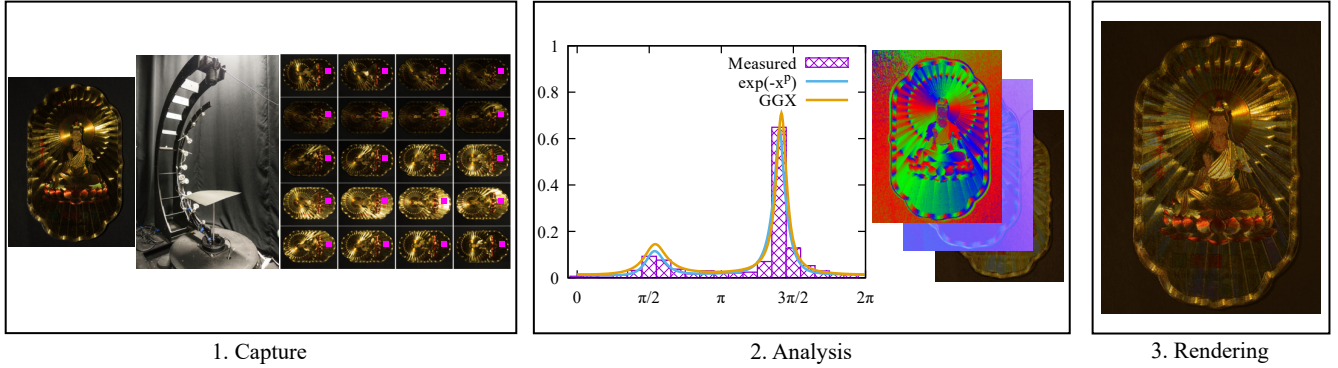 1
0.8
0.6
0.4
0.2
0
Measured
exp(-x^p)
GGX
0 π/2 π 3π/2 2π
1. Capture
2. Analysis
3. Rendering